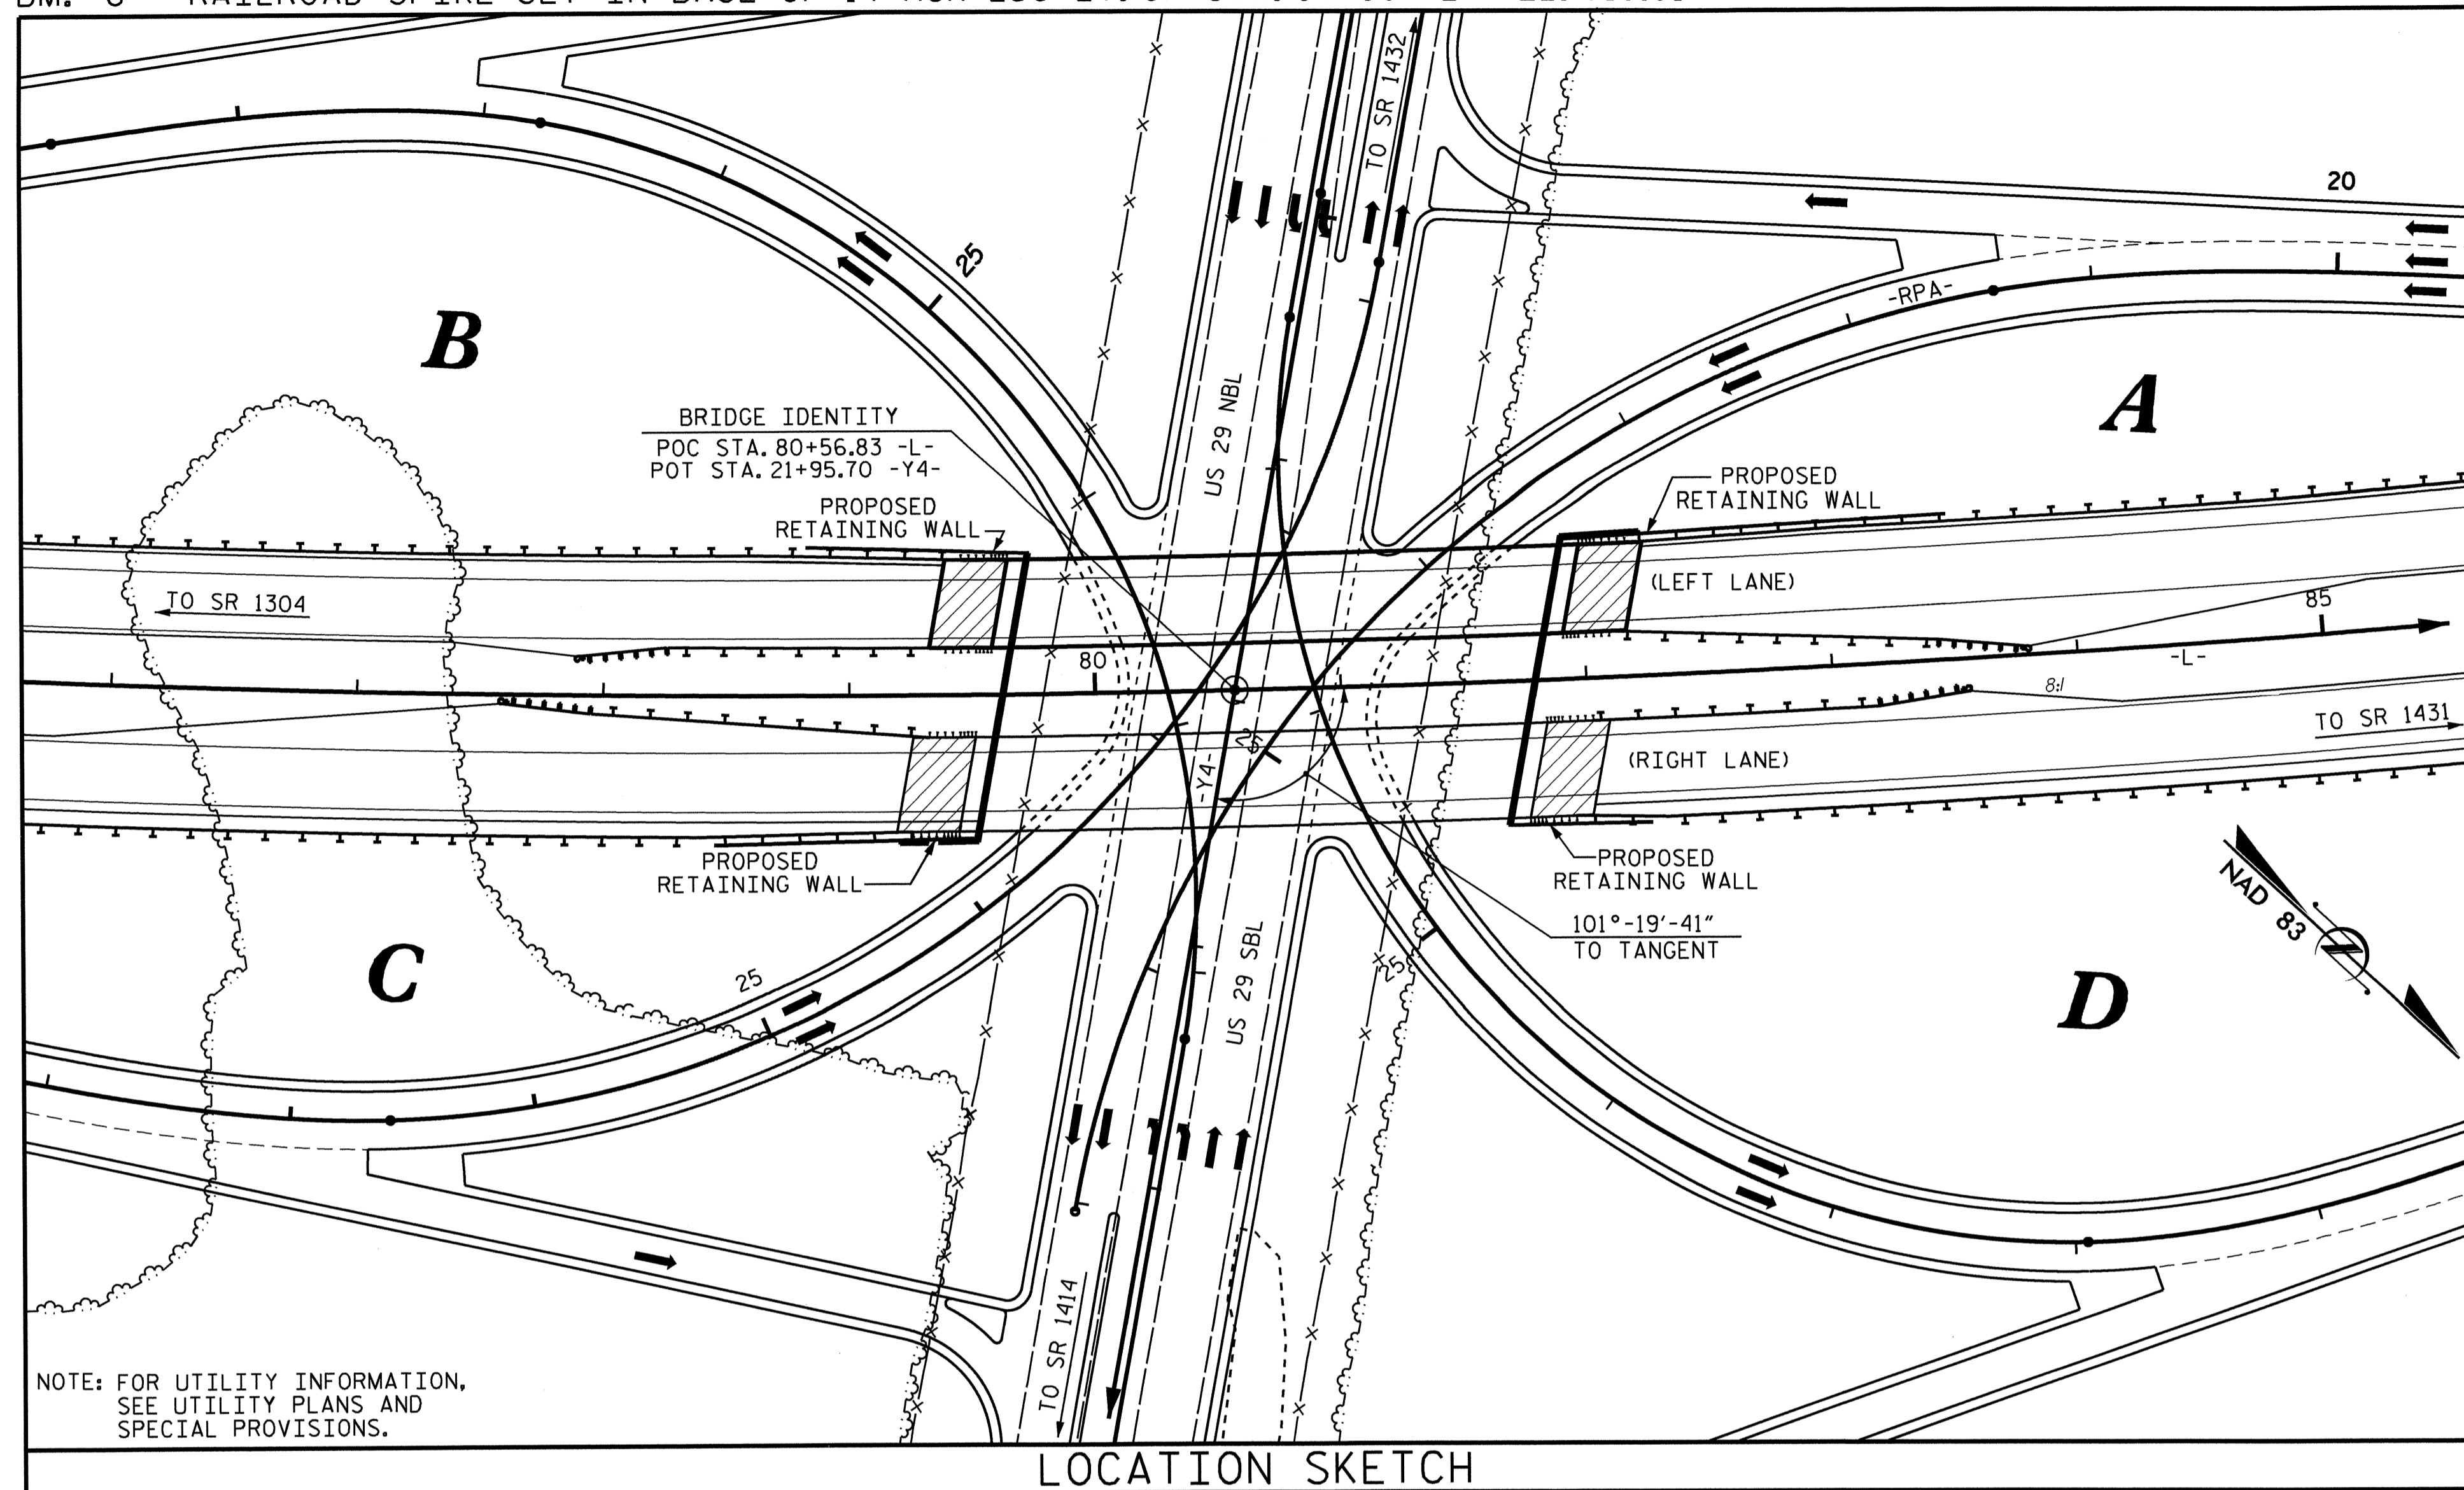 TO SR 1432
20
25
-RPA-
B
A
US 29 NBL
BRIDGE IDENTITY
POC STA. 80+56.83 -L-
POT STA. 21+95.70 -Y4-
PROPOSED
RETAINING WALL
PROPOSED
RETAINING WALL
(LEFT LANE)
TO SR 1304
85
80
-L-
8:1
TO SR 1431
-Y4-
(RIGHT LANE)
PROPOSED
RETAINING WALL
PROPOSED
RETAINING WALL
101°-19'-41"
TO TANGENT
NAD 83
C
25
25
D
US 29 SBL
TO SR 1414
NOTE: FOR UTILITY INFORMATION,
SEE UTILITY PLANS AND
SPECIAL PROVISIONS.
LOCATION SKETCH